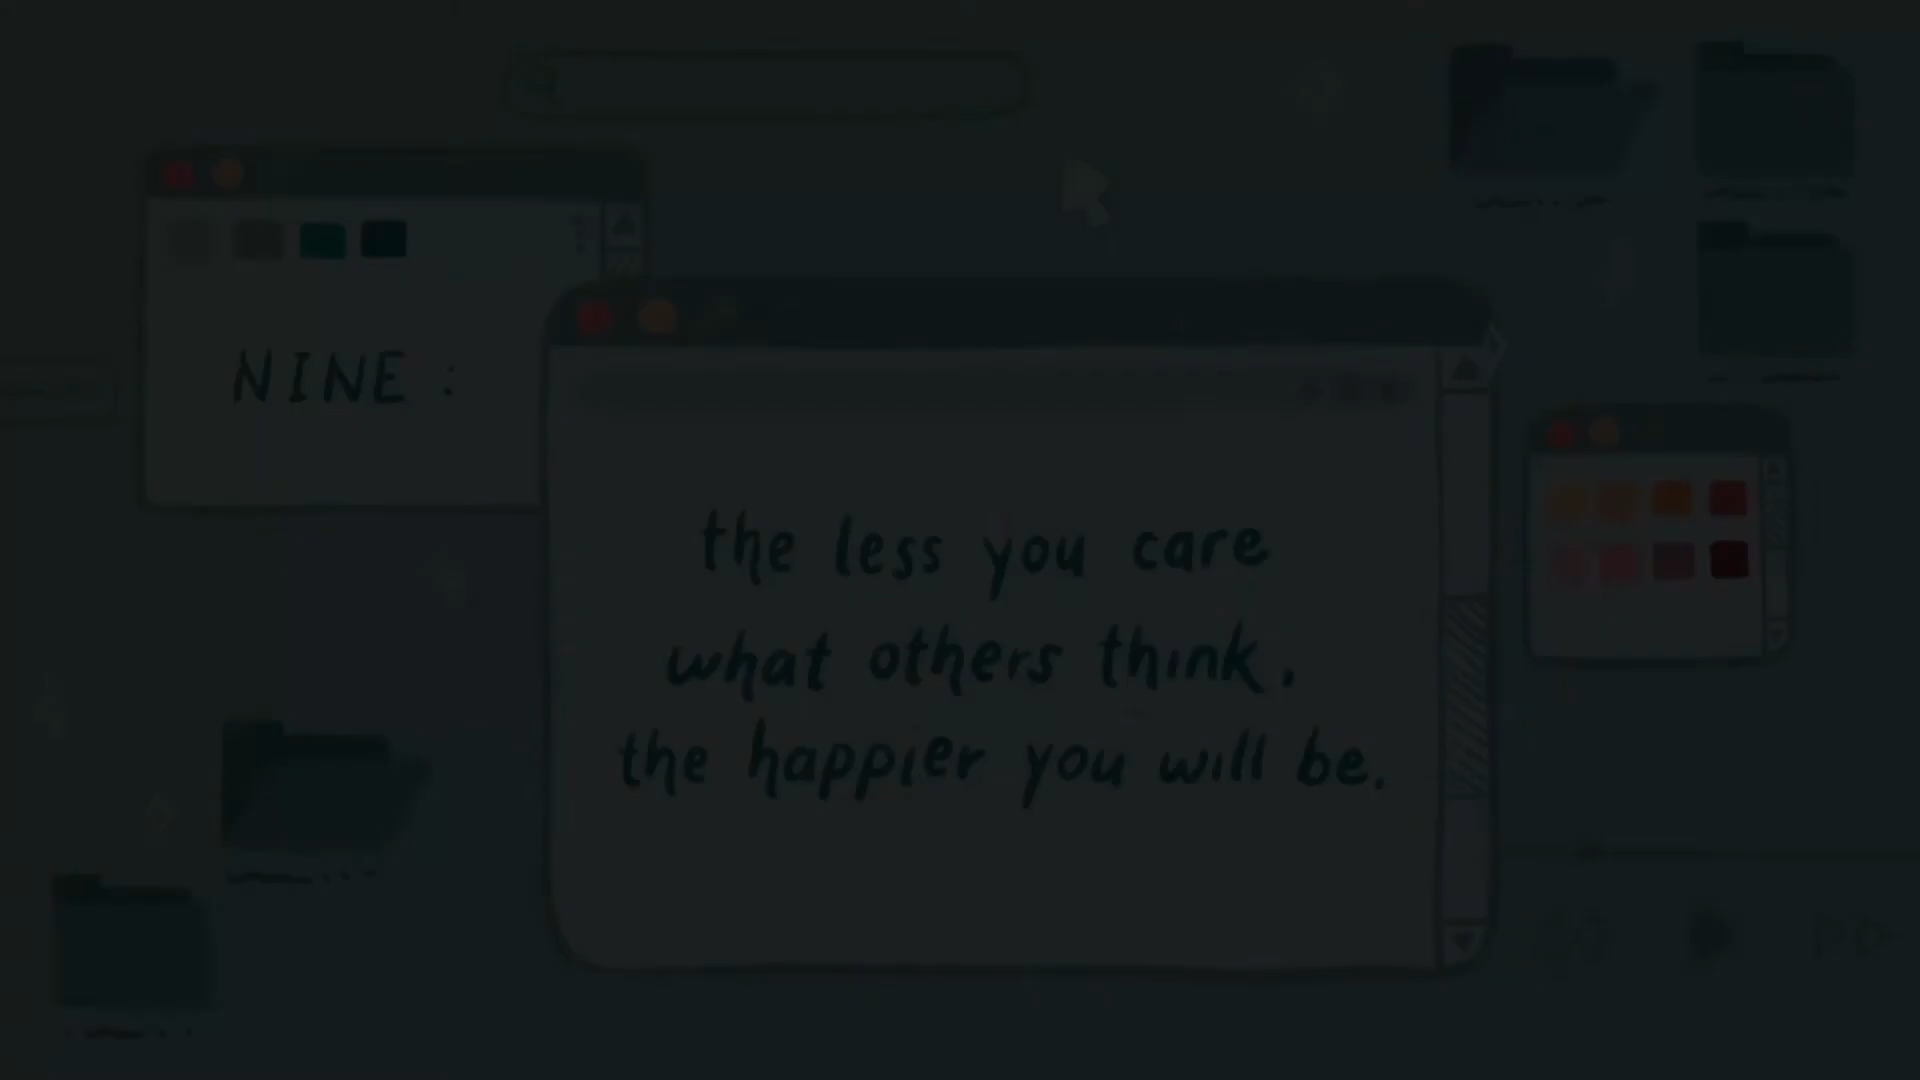 NINE :
the less you care
what others think,
the happier you will be.